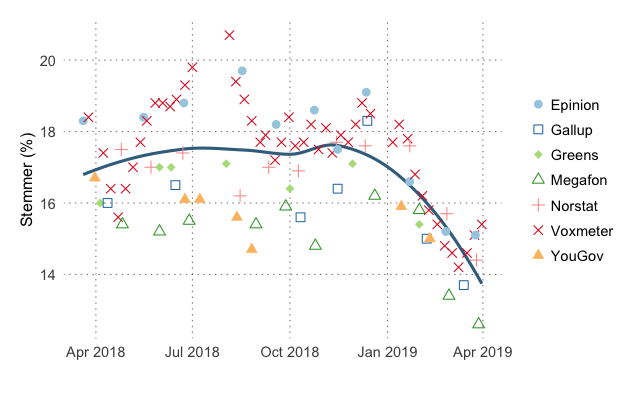 Stemmer (%)
20
18
16
14
Apr 2018
Jul 2018
Oct 2018
Jan 2019
Apr 2019
Epinion
Gallup
Greens
Megafon
Norstat
Voxmeter
YouGov